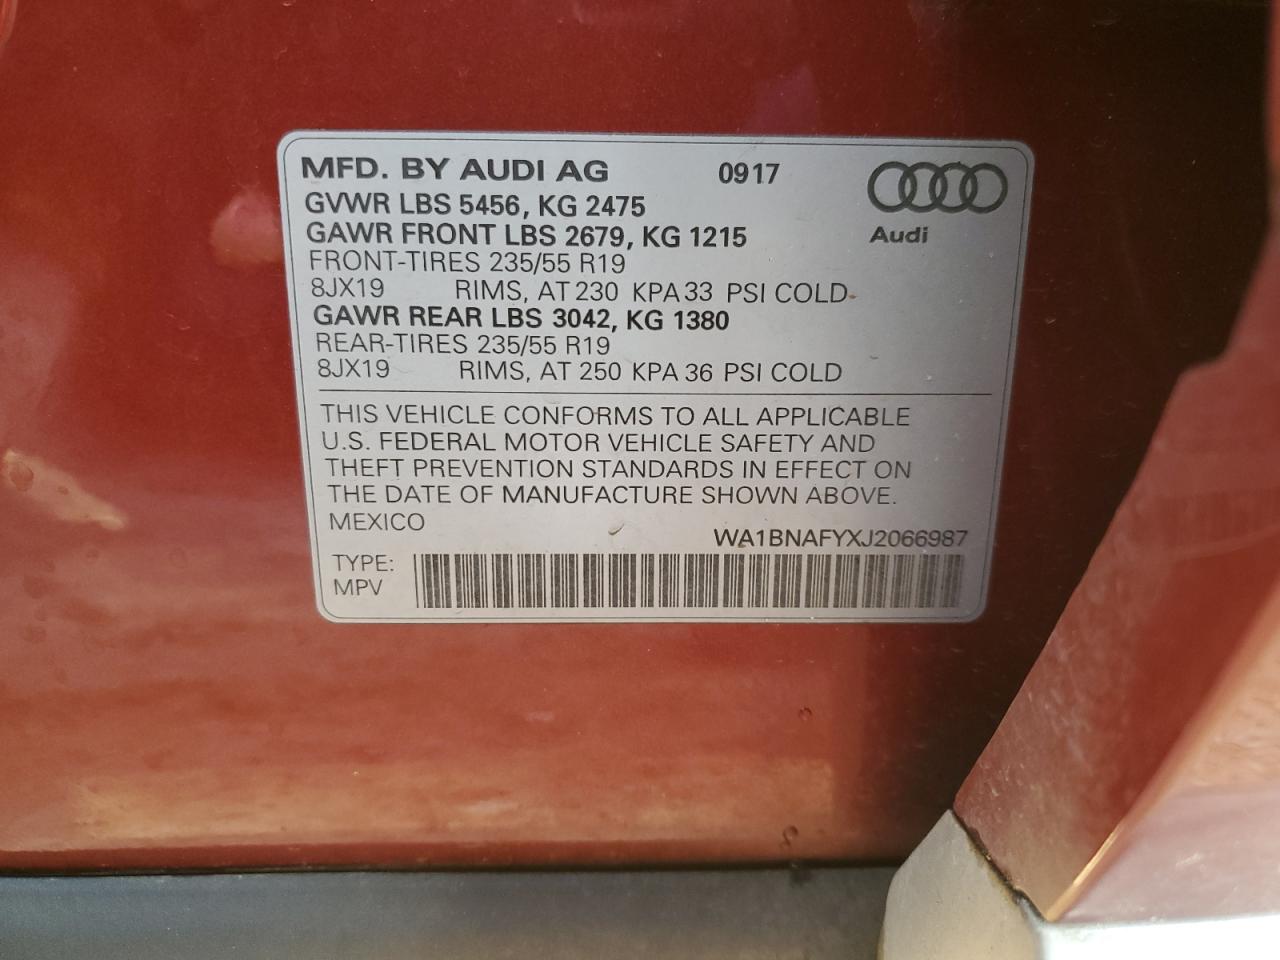 MFD. BY AUDI AG 0917
GVWR LBS 5456, KG 2475
GAWR FRONT LBS 2679, KG 1215
Audi
FRONT-TIRES 235/55 R19
8JX19 RIMS, AT 230 KPA 33 PSI COLD
GAWR REAR LBS 3042, KG 1380
REAR-TIRES 235/55 R19
8JX19 RIMS, AT 250 KPA 36 PSI COLD
THIS VEHICLE CONFORMS TO ALL APPLICABLE
U.S. FEDERAL MOTOR VEHICLE SAFETY AND
THEFT PREVENTION STANDARDS IN EFFECT ON
THE DATE OF MANUFACTURE SHOWN ABOVE.
MEXICO
WA1BNAFYXJ2066987
TYPE:
MPV